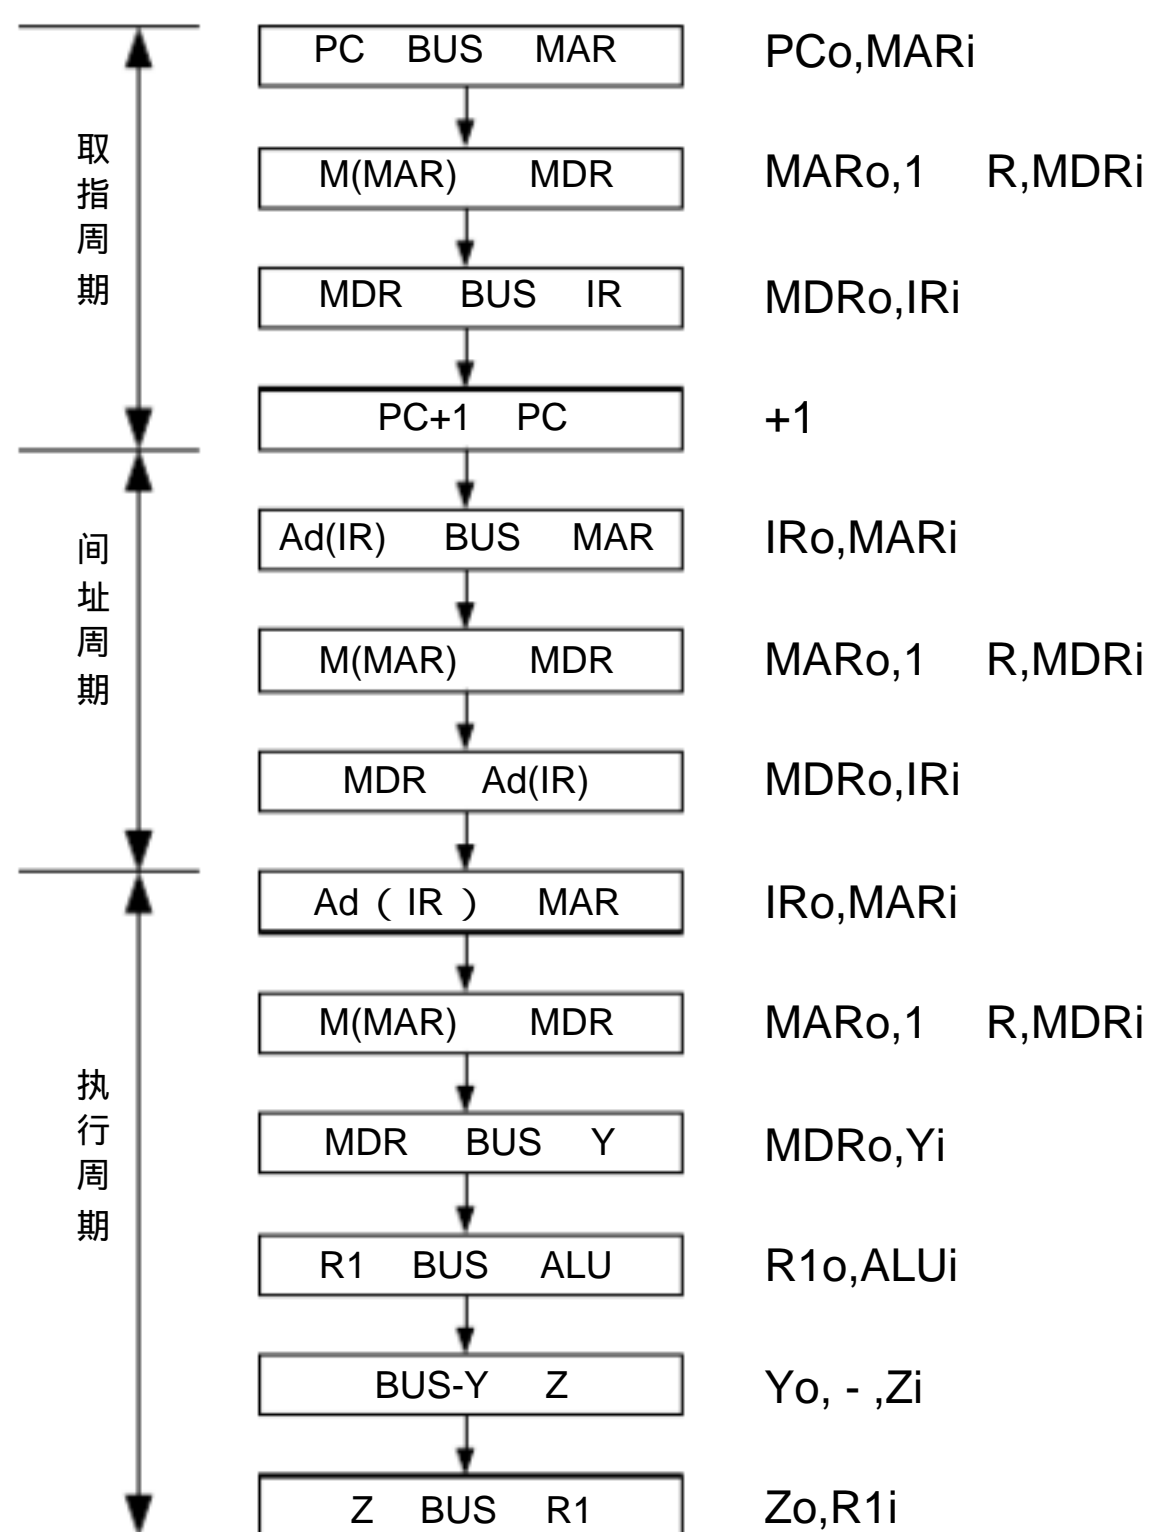 PC BUS MAR PCo,MARi
M(MAR) MDR MARo,1 R,MDRi
取指周期
MDR BUS IR MDRo,IRi
PC+1 PC +1
Ad(IR) BUS MAR IRo,MARi
间址周期
M(MAR) MDR MARo,1 R,MDRi
MDR Ad(IR) MDRo,IRi
Ad（IR） MAR IRo,MARi
M(MAR) MDR MARo,1 R,MDRi
执行周期
MDR BUS Y MDRo,Yi
R1 BUS ALU R1o,ALUi
BUS-Y Z Yo, - ,Zi
Z BUS R1 Zo,R1i